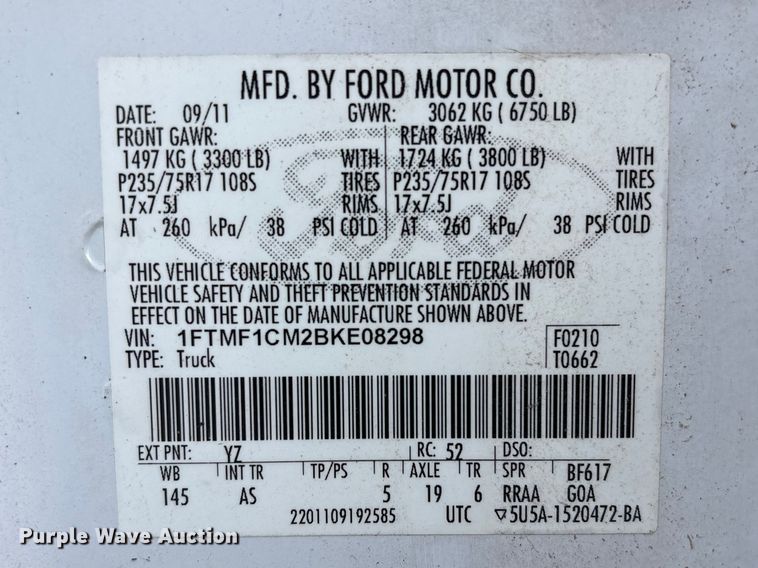 MFD. BY FORD MOTOR CO.
DATE: 09/11 GVWR: 3062 KG ( 6750 LB)
FRONT GAWR: REAR GAWR:
1497 KG ( 3300 LB) WITH 1724 KG ( 3800 LB) WITH
P235/75R17 108S TIRES P235/75R17 108S TIRES
17x7.5J RIMS 17x7.5J RIMS
AT 260 kPa/ 38 PSI COLD AT 260 kPa/ 38 PSI COLD
Ford
THIS VEHICLE CONFORMS TO ALL APPLICABLE FEDERAL MOTOR
VEHICLE SAFETY AND THEFT PREVENTION STANDARDS IN
EFFECT ON THE DATE OF MANUFACTURE SHOWN ABOVE.
VIN: 1FTMF1CM2BKE08298 F0210
TYPE: Truck T0662
EXT PNT: YZ RC: 52 DSO:
WB INT TR TP/PS R AXLE TR SPR BF617
145 AS 5 19 6 RRAA GOA
2201109192585 UTC ▽5U5A-1520472-BA
Purple Wave Auction